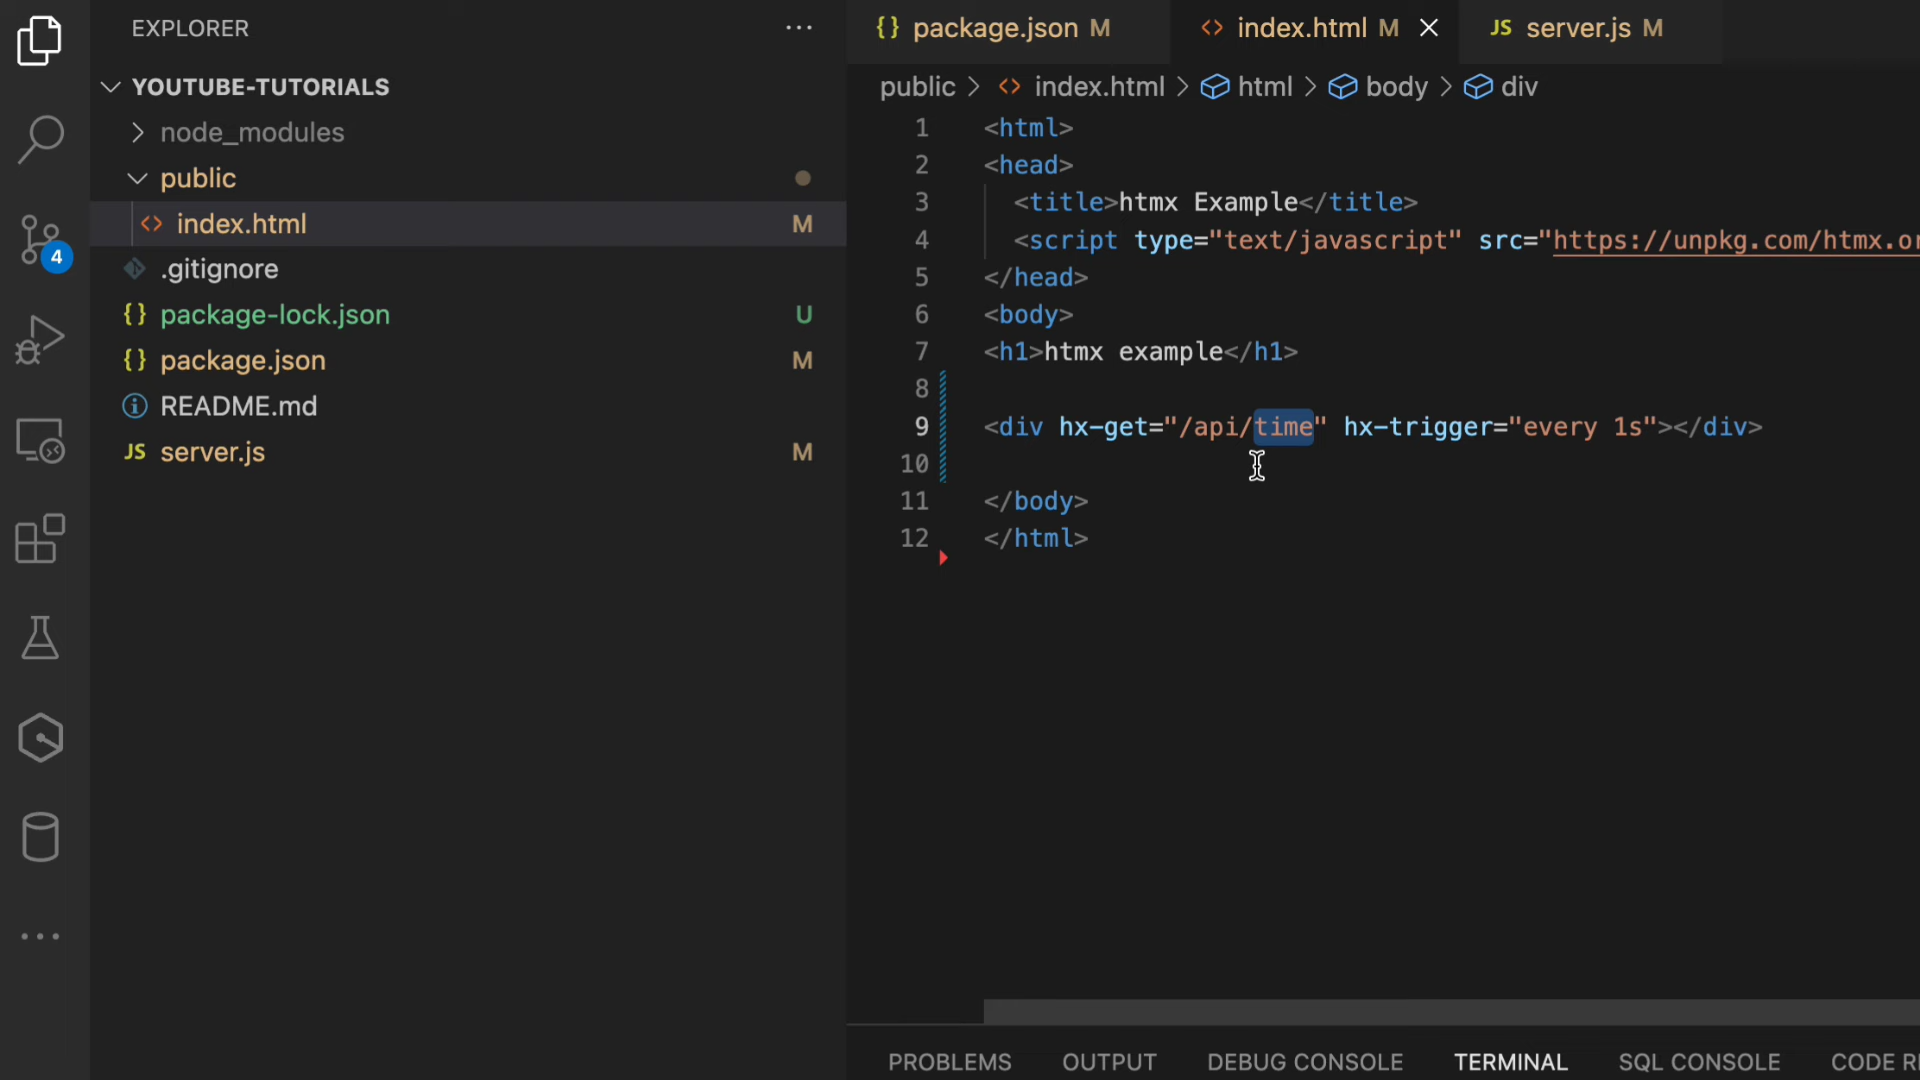 EXPLORER
YOUTUBE-TUTORIALS
node_modules
public
index.html M
.gitignore
package-lock.json U
package.json M
README.md
server.js M
4
package.json M
index.html M
JS server.js M
public > index.html > html > body > div
1 <html>
2 <head>
3 <title>htmx Example</title>
4 <script type="text/javascript" src="https://unpkg.com/htmx.or
5 </head>
6 <body>
7 <h1>htmx example</h1>
8
9 <div hx-get="/api/time" hx-trigger="every 1s"></div>
10
11 </body>
12 </html>
PROBLEMS OUTPUT DEBUG CONSOLE TERMINAL SQL CONSOLE CODE